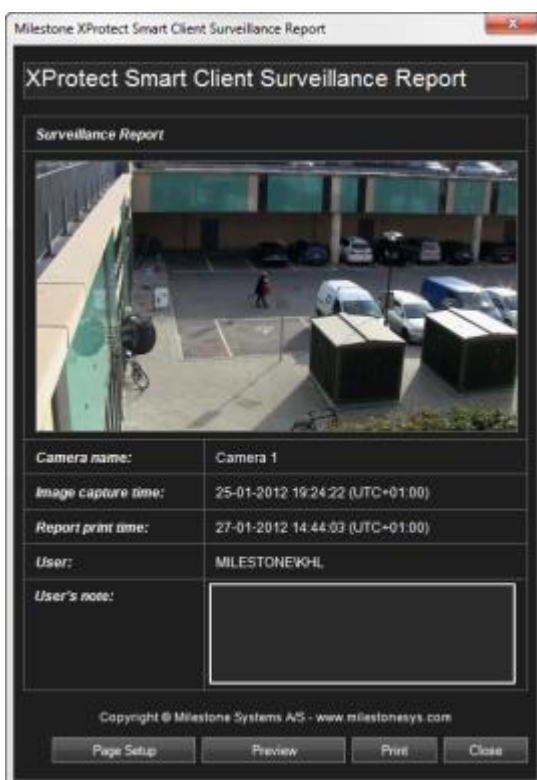 Milestone XProtect Smart Client Surveillance Report
XProtect Smart Client Surveillance Report
Surveillance Report
Camera name: Camera 1
Image capture time: 25-01-2012 19:24:22 (UTC+01:00)
Report print time: 27-01-2012 14:44:03 (UTC+01:00)
User: MILESTONE\KHL
User's note:
Copyright © Milestone Systems A/S - www.milestonesys.com
Page Setup Preview Print Close